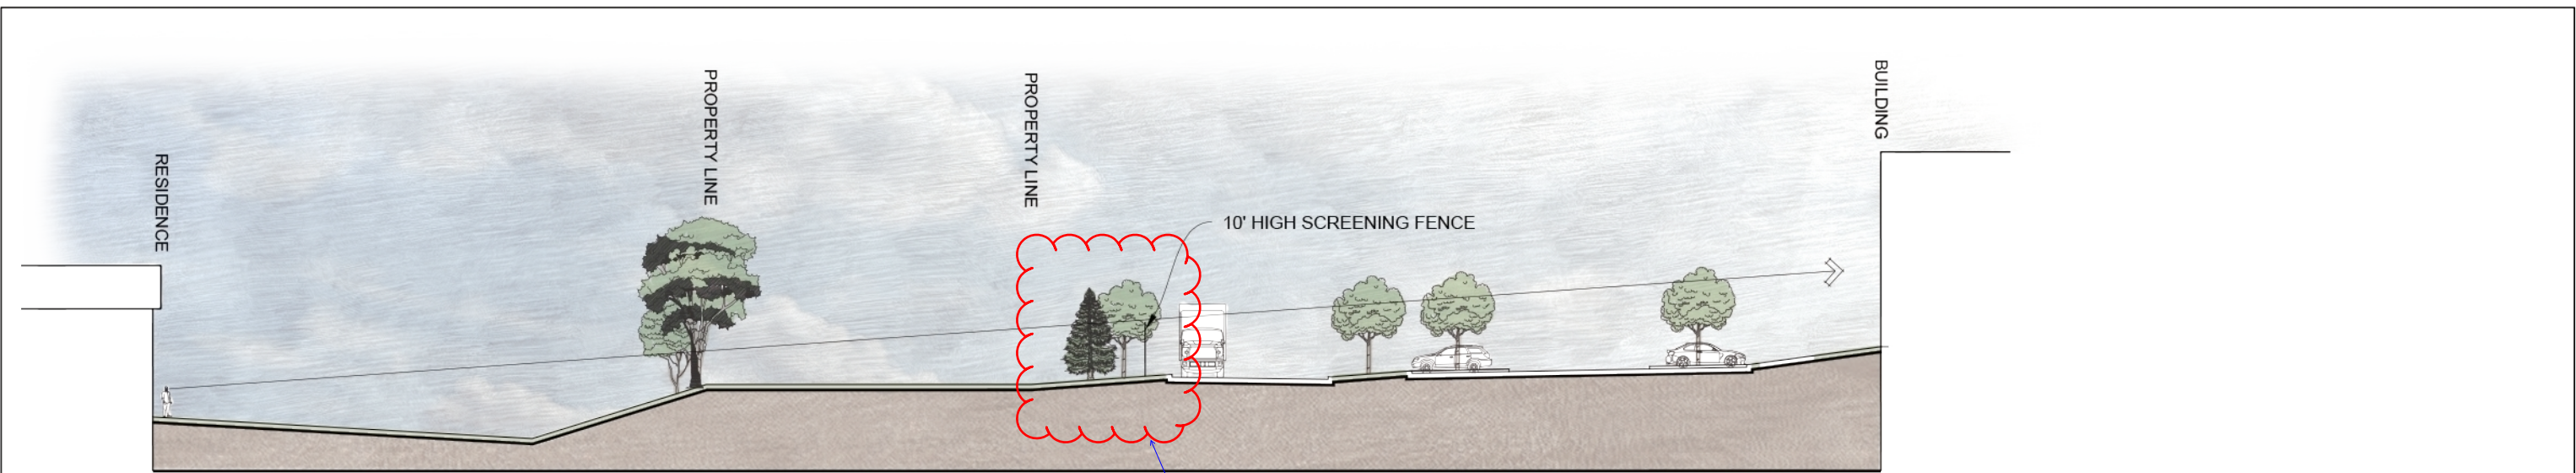 RESIDENCE
PROPERTY LINE
PROPERTY LINE
10' HIGH SCREENING FENCE
BUILDING